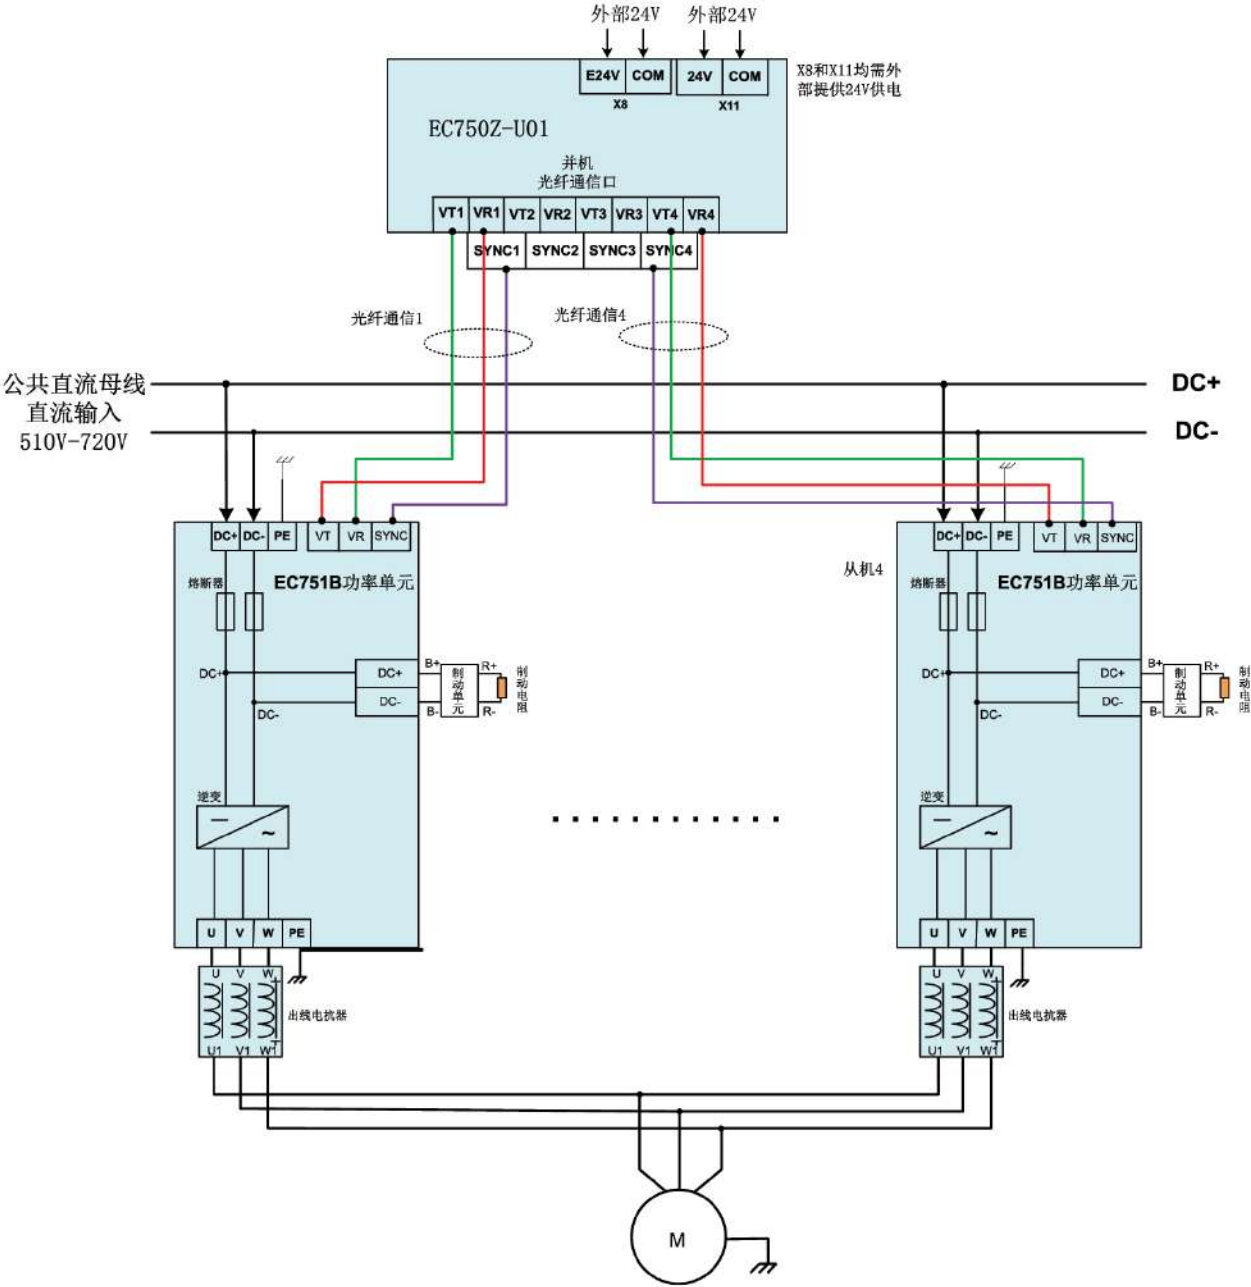 外部24V 外部24V
E24V COM 24V COM
X8 X11
X8和X11均需外
部提供24V供电
EC750Z-U01
并机
光纤通信口
VT1 VR1 VT2 VR2 VT3 VR3 VT4 VR4
SYNC1 SYNC2 SYNC3 SYNC4
光纤通信1 光纤通信4
公共直流母线
直流输入
510V-720V
DC+
DC-
DC+ DC- PE VT VR SYNC
熔断器 EC751B功率单元
DC+ DC+ B+ R+
制动单元
制动电阻
DC- DC- B- R-
逆变
U V W PE
U V W
出线电抗器
U1 V1 W1
从机4
DC+ DC- PE VT VR SYNC
熔断器 EC751B功率单元
DC+ DC+ B+ R+
制动单元
制动电阻
DC- DC- B- R-
逆变
U V W PE
U V W
出线电抗器
U1 V1 W1
M